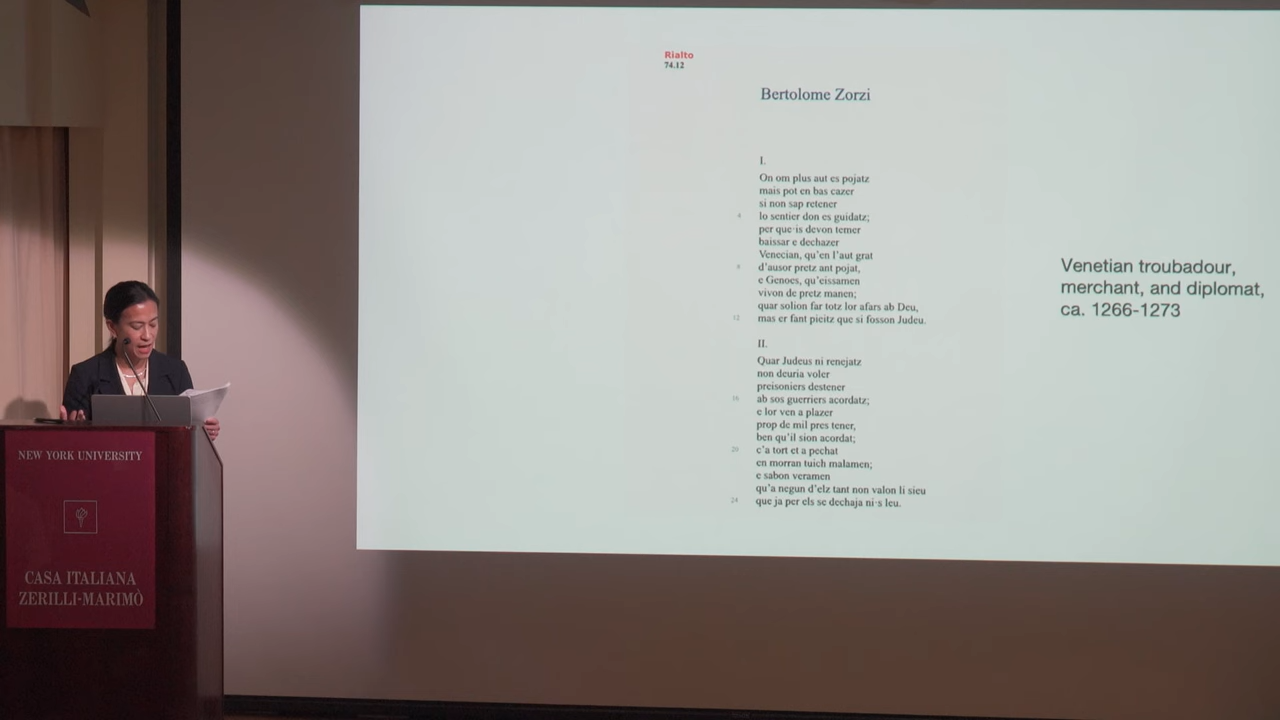 Rialto
74.12
Bertolome Zorzi
I.
On om plus aut es pojatz
mais pot en bas cazer
si non sap retener
4 lo sentier don es guidatz;
per que·is devon temer
baissar e dechazer
Venecian, qu'en l'aut grat
8 d'ausor pretz ant pojat,
e Genoes, qu'eissamen
vivon de pretz manen;
quar solion far totz lor afars ab Deu,
12 mas er fant pieitz que si fosson Judeu.
II.
Quar Judeus ni renejatz
non deuria voler
preisoniers destener
16 ab sos guerriers acordatz;
e lor ven a plazer
prop de mil pres tener,
ben qu'il sion acordat;
20 c'a tort et a pechat
en morran tuich malamen;
e sabon veramen
qu'a negun d'elz tant non valon li sieu
24 que ja per els se dechaja ni·s leu.
Venetian troubadour,
merchant, and diplomat,
ca. 1266-1273
NEW YORK UNIVERSITY
CASA ITALIANA
ZERILLI-MARIMÒ